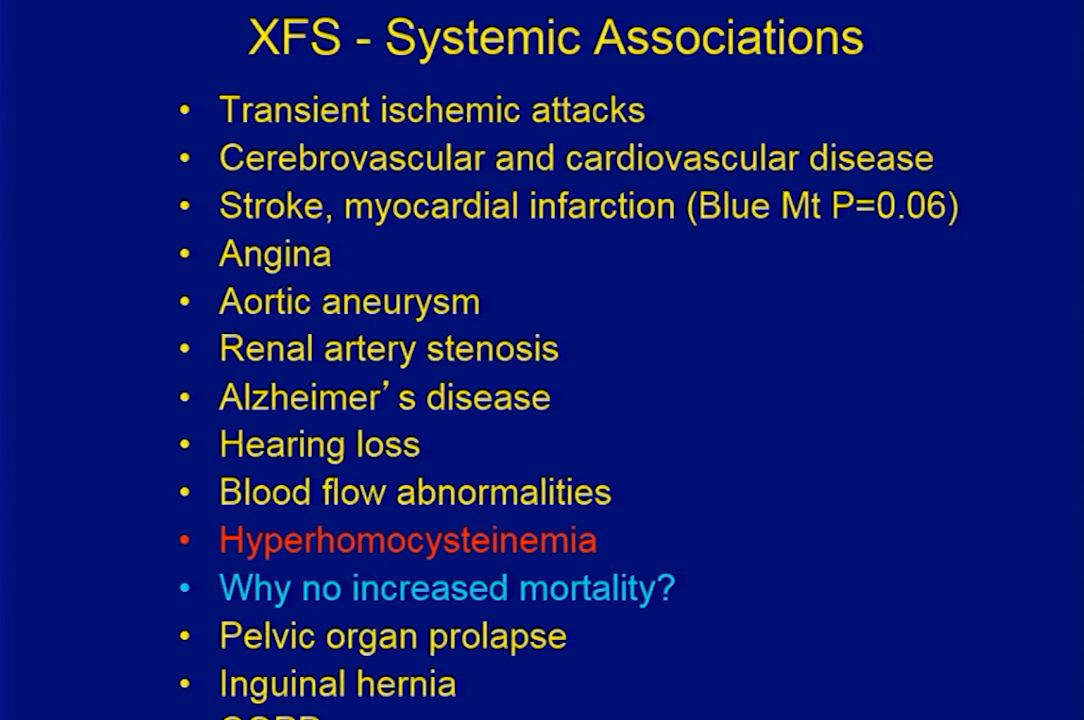 XFS - Systemic Associations
• Transient ischemic attacks
• Cerebrovascular and cardiovascular disease
• Stroke, myocardial infarction (Blue Mt P=0.06)
• Angina
• Aortic aneurysm
• Renal artery stenosis
• Alzheimer’s disease
• Hearing loss
• Blood flow abnormalities
• Hyperhomocysteinemia
• Why no increased mortality?
• Pelvic organ prolapse
• Inguinal hernia